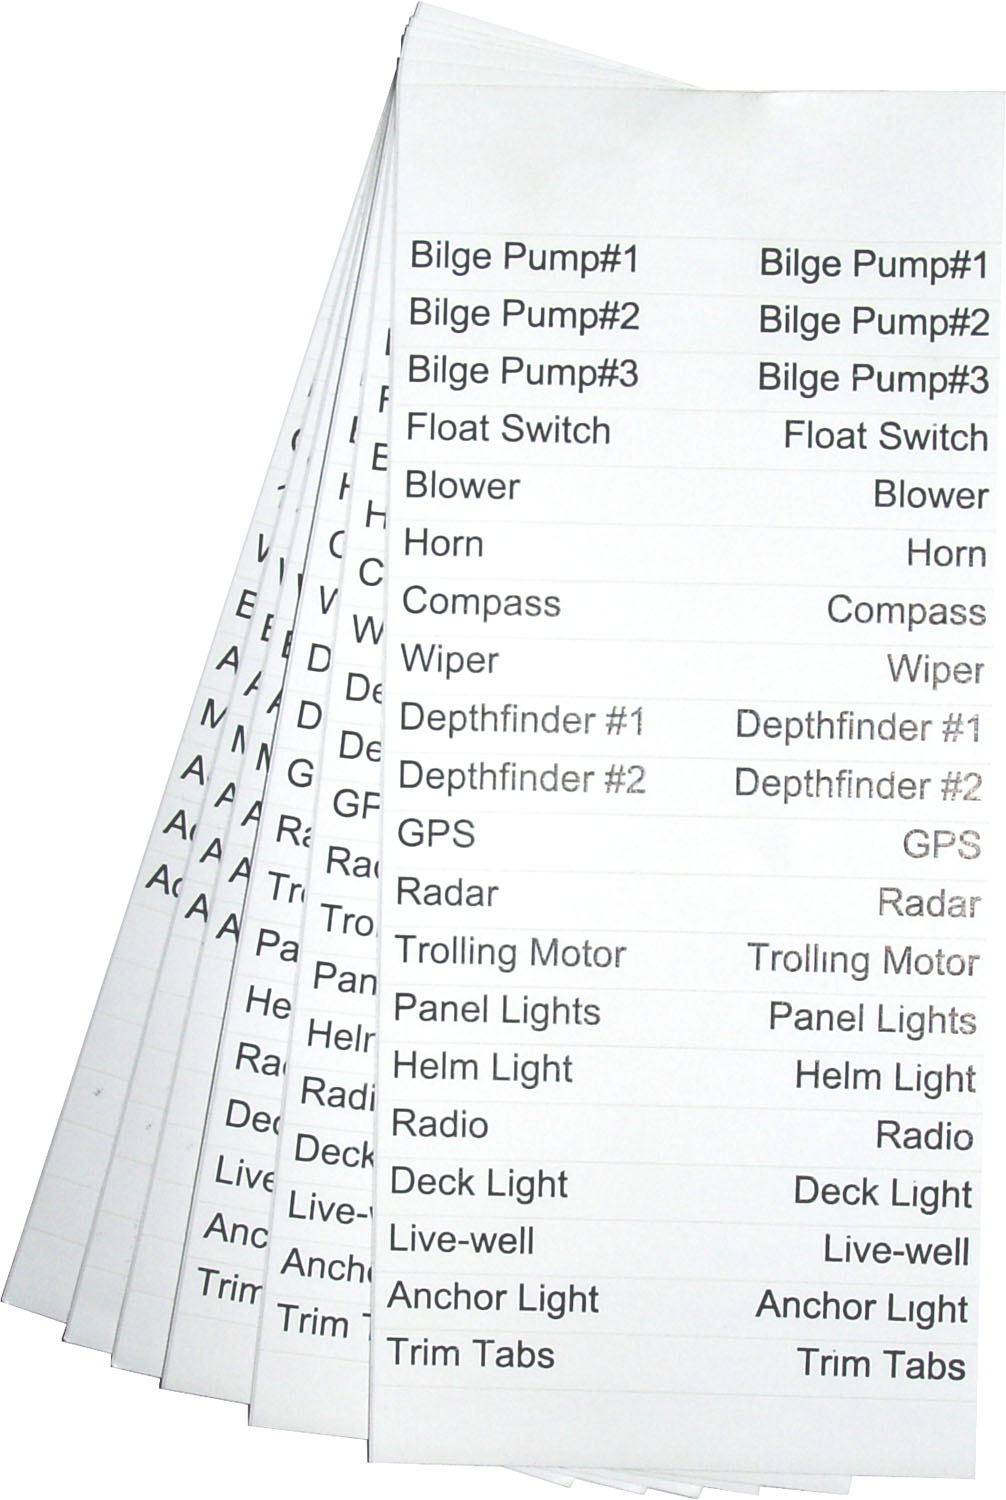 Bilge Pump#1 Bilge Pump#1
Bilge Pump#2 Bilge Pump#2
Bilge Pump#3 Bilge Pump#3
Float Switch Float Switch
Blower Blower
Horn Horn
Compass Compass
Wiper Wiper
Depthfinder #1 Depthfinder #1
Depthfinder #2 Depthfinder #2
GPS GPS
Radar Radar
Trolling Motor Trolling Motor
Panel Lights Panel Lights
Helm Light Helm Light
Radio Radio
Deck Light Deck Light
Live-well Live-well
Anchor Light Anchor Light
Trim Tabs Trim Tabs